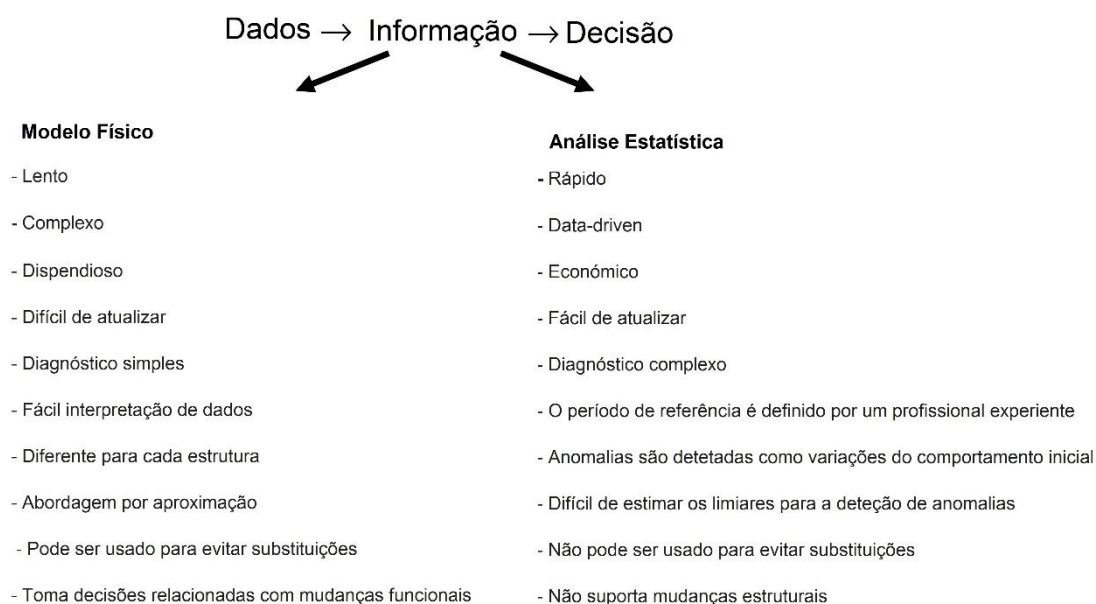 Dados → Informação → Decisão
Modelo Físico
- Lento
- Complexo
- Dispendioso
- Difícil de atualizar
- Diagnóstico simples
- Fácil interpretação de dados
- Diferente para cada estrutura
- Abordagem por aproximação
- Pode ser usado para evitar substituições
- Toma decisões relacionadas com mudanças funcionais
Análise Estatística
- Rápido
- Data-driven
- Económico
- Fácil de atualizar
- Diagnóstico complexo
- O período de referência é definido por um profissional experiente
- Anomalias são detetadas como variações do comportamento inicial
- Difícil de estimar os limiares para a deteção de anomalias
- Não pode ser usado para evitar substituições
- Não suporta mudanças estruturais